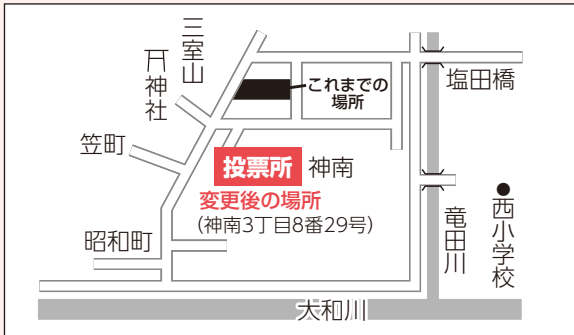 三室山
神社
これまでの
場所
塩田橋
笠町
投票所 神南
変更後の場所
(神南3丁目8番29号)
昭和町
竜田川
西小学校
大和川